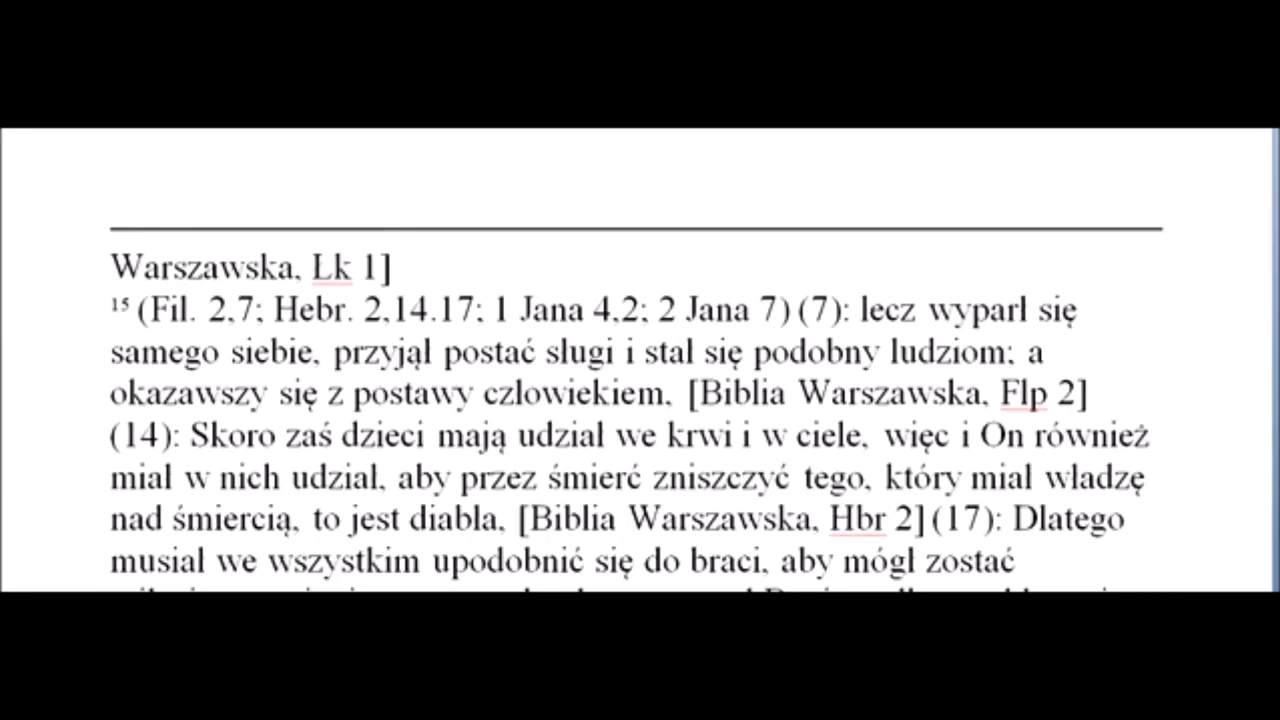 Warszawska, Lk 1]
¹⁵ (Fil. 2,7; Hebr. 2,14.17; 1 Jana 4,2; 2 Jana 7) (7): lecz wyparł się
samego siebie, przyjął postać sługi i stał się podobny ludziom; a
okazawszy się z postawy człowiekiem, [Biblia Warszawska, Flp 2]
(14): Skoro zaś dzieci mają udział we krwi i w ciele, więc i On również
miał w nich udział, aby przez śmierć zniszczyć tego, który miał władzę
nad śmiercią, to jest diabła, [Biblia Warszawska, Hbr 2] (17): Dlatego
musiał we wszystkim upodobnić się do braci, aby mógł zostać